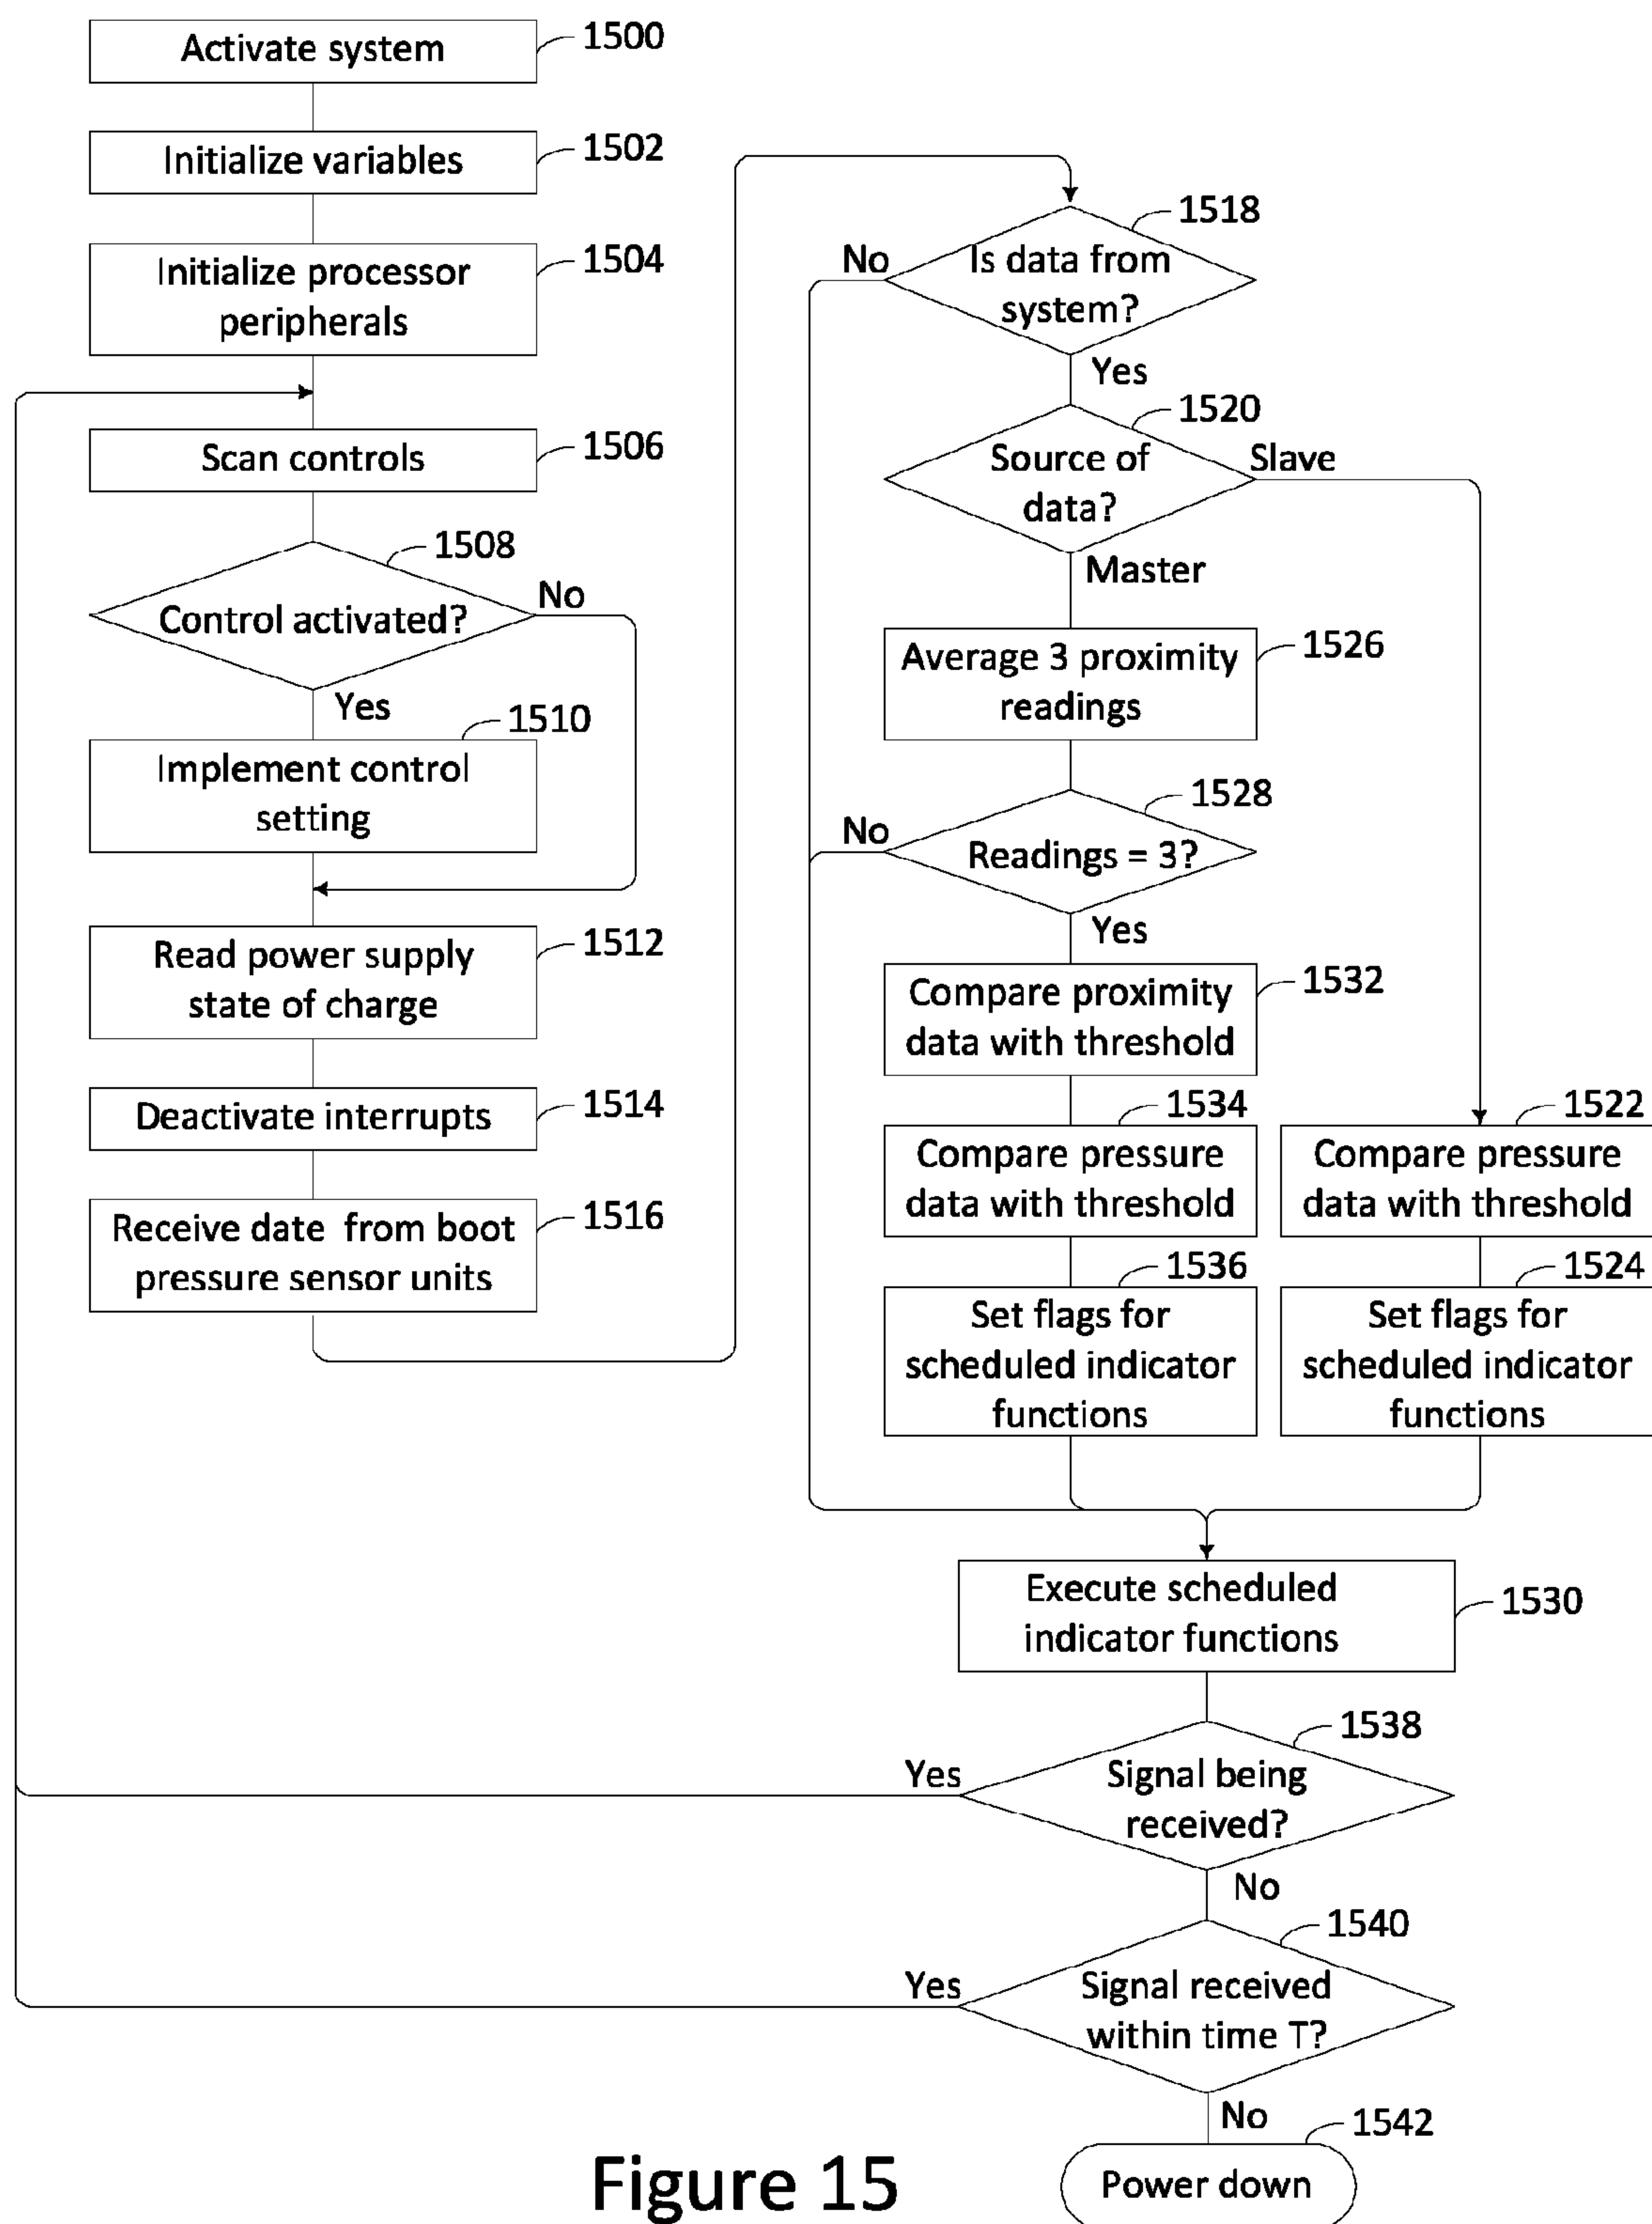 Activate system
1500
Initialize variables
1502
Initialize processor
peripherals
1504
Scan controls
1506
1508
Control activated?
No
Yes
1510
Implement control
setting
Read power supply
state of charge
1512
Deactivate interrupts
1514
Receive date from boot
pressure sensor units
1516
1518
No
Is data from
system?
Yes
1520
Source of
data?
Slave
Master
Average 3 proximity
readings
1526
1528
No
Readings = 3?
Yes
Compare proximity
data with threshold
1532
1534
Compare pressure
data with threshold
1522
Compare pressure
data with threshold
1536
Set flags for
scheduled indicator
functions
1524
Set flags for
scheduled indicator
functions
Execute scheduled
indicator functions
1530
1538
Yes
Signal being
received?
No
1540
Yes
Signal received
within time T?
No
1542
Power down
Figure 15